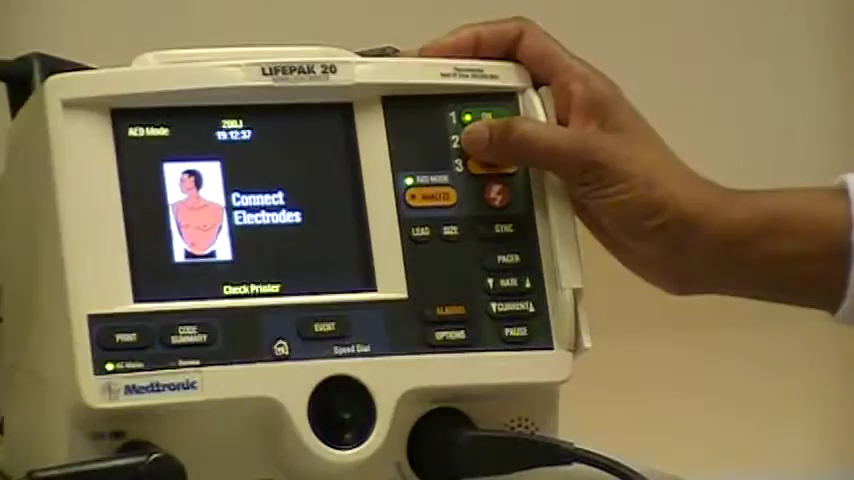 LIFEPAK 20
AED Mode
200J
19:12:37
Connect
Electrodes
Check Printer
1
2
3
AED MODE
ANALYZE
LEAD
SIZE
SYNC
PACER
RATE
CURRENT
PAUSE
ALARMS
OPTIONS
PRINT
CODE
SUMMARY
EVENT
Speed Dial
Medtronic